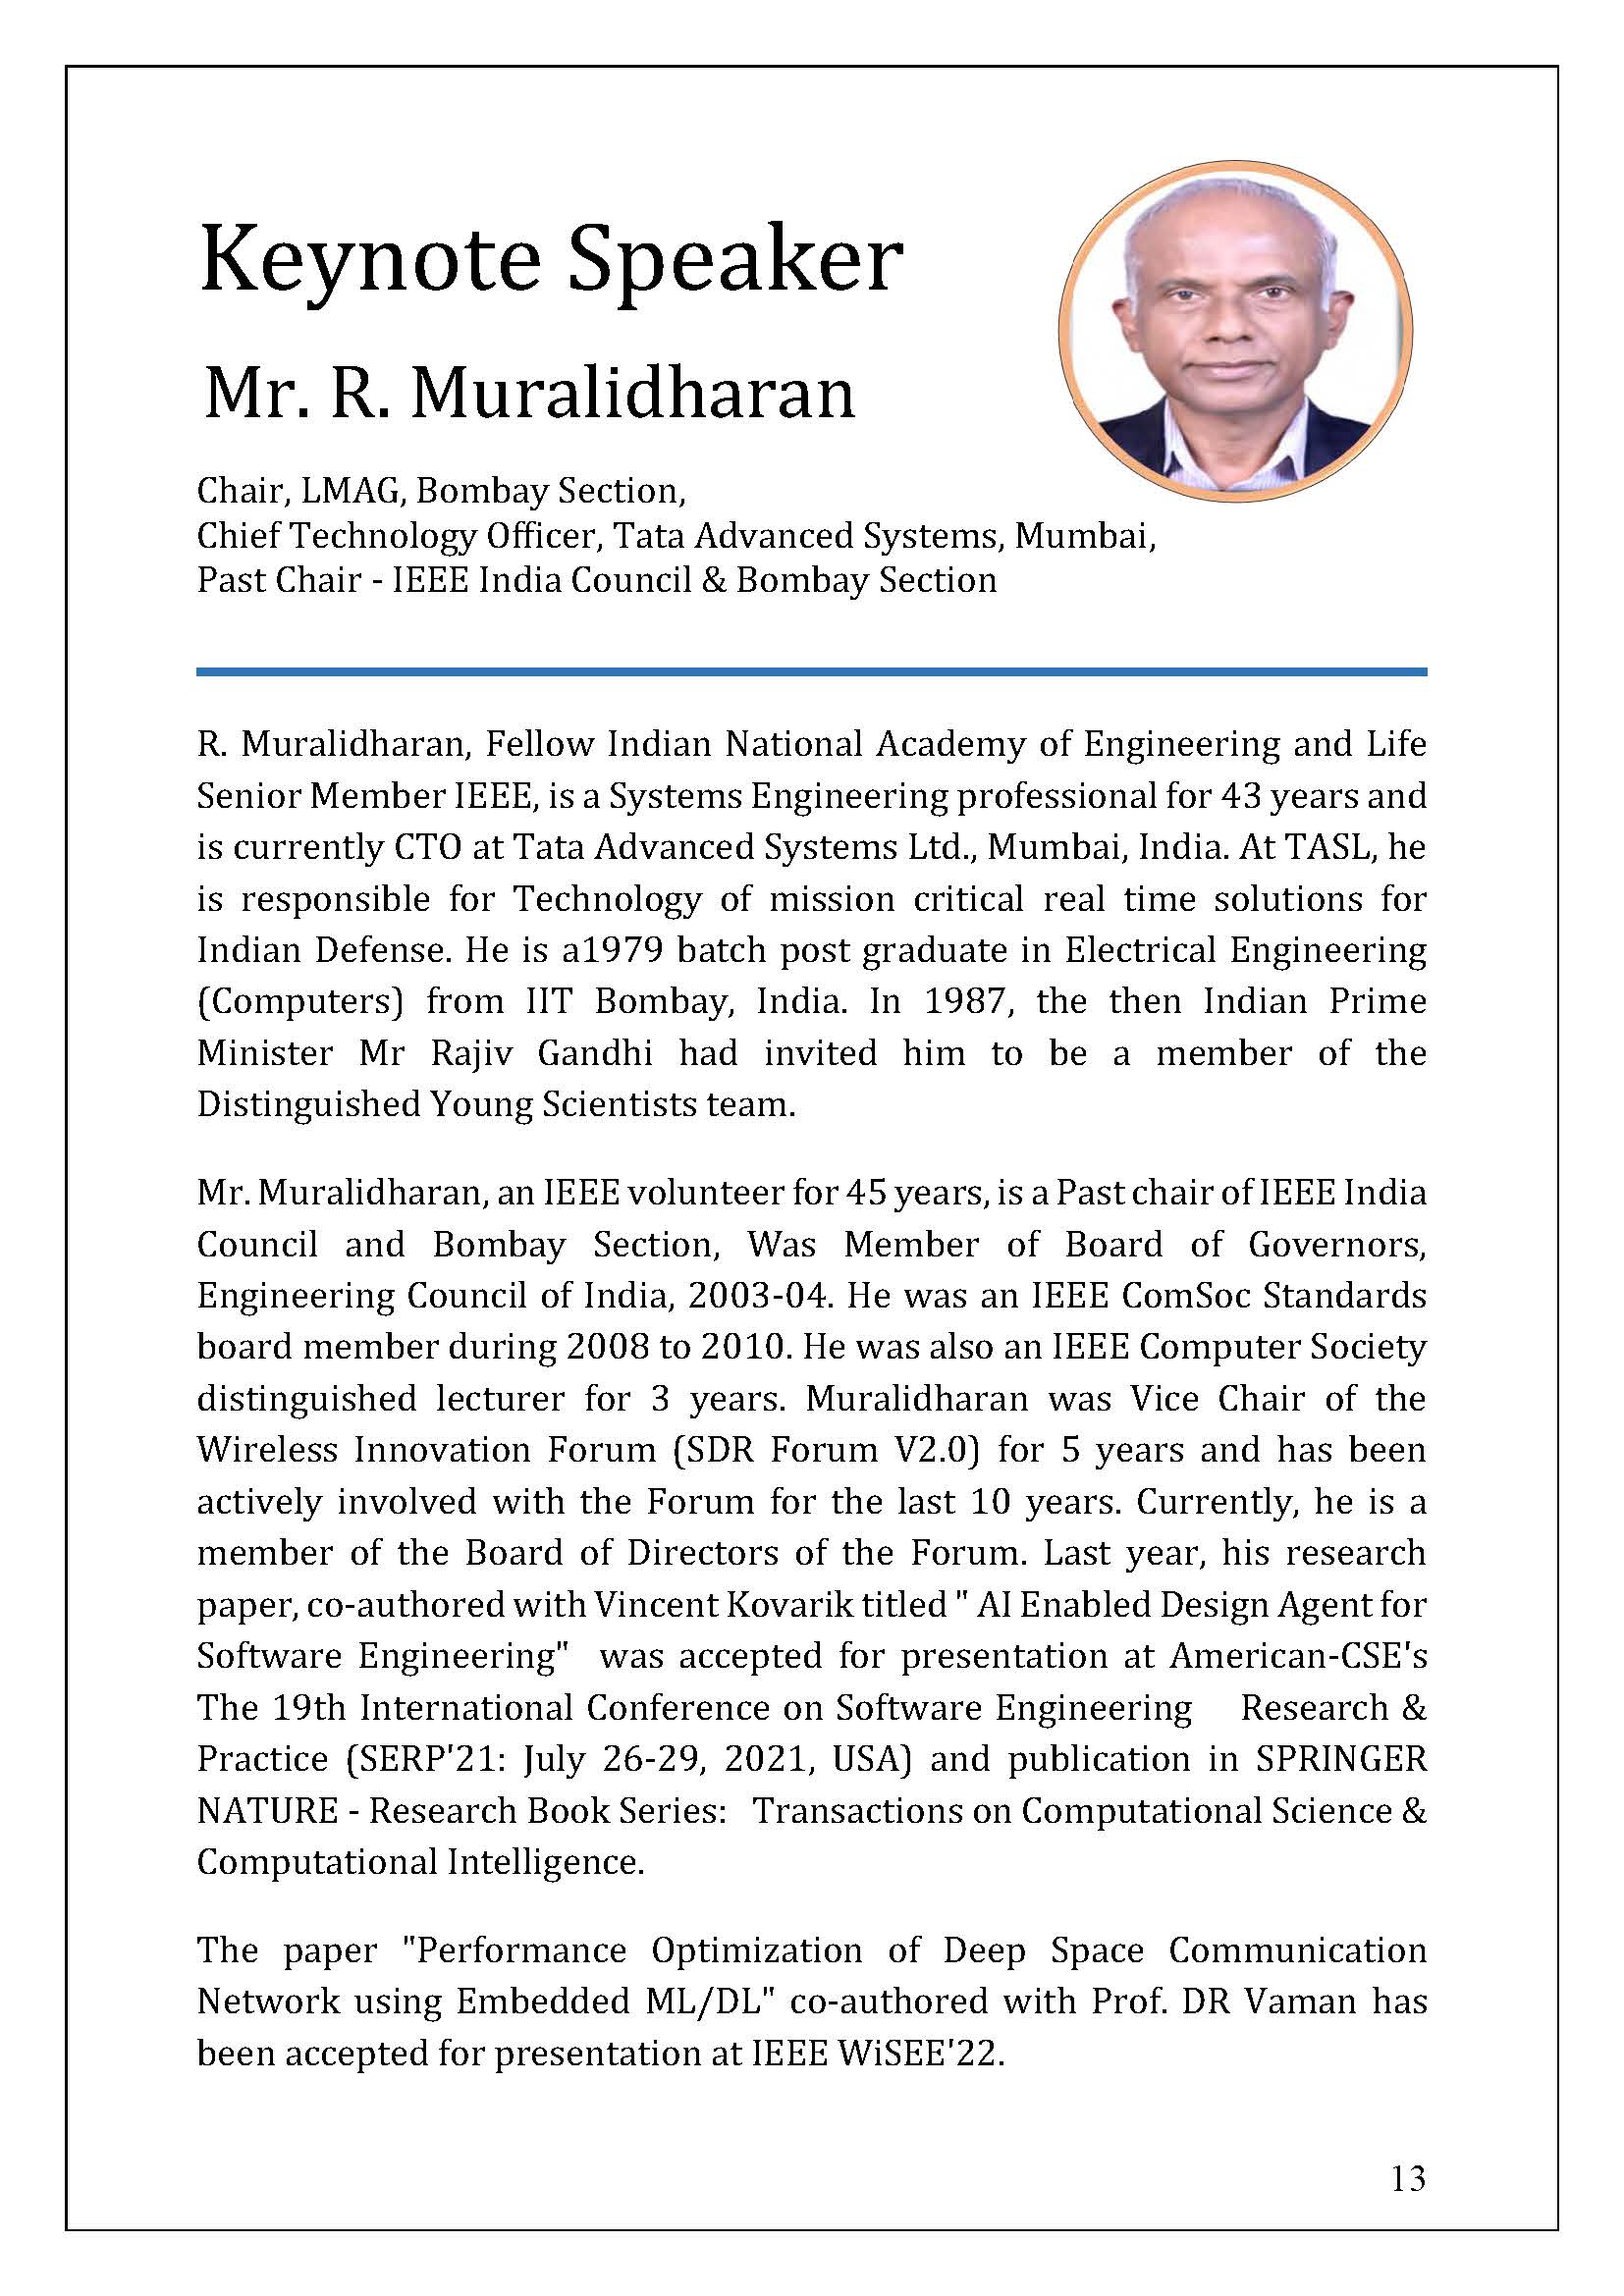 Keynote Speaker
Mr. R. Muralidharan
Chair, LMAG, Bombay Section,
Chief Technology Officer, Tata Advanced Systems, Mumbai,
Past Chair - IEEE India Council & Bombay Section
R. Muralidharan, Fellow Indian National Academy of Engineering and Life
Senior Member IEEE, is a Systems Engineering professional for 43 years and
is currently CTO at Tata Advanced Systems Ltd., Mumbai, India. At TASL, he
is responsible for Technology of mission critical real time solutions for
Indian Defense. He is a1979 batch post graduate in Electrical Engineering
(Computers) from IIT Bombay, India. In 1987, the then Indian Prime
Minister Mr Rajiv Gandhi had invited him to be a member of the
Distinguished Young Scientists team.
Mr. Muralidharan, an IEEE volunteer for 45 years, is a Past chair of IEEE India
Council and Bombay Section, Was Member of Board of Governors,
Engineering Council of India, 2003-04. He was an IEEE ComSoc Standards
board member during 2008 to 2010. He was also an IEEE Computer Society
distinguished lecturer for 3 years. Muralidharan was Vice Chair of the
Wireless Innovation Forum (SDR Forum V2.0) for 5 years and has been
actively involved with the Forum for the last 10 years. Currently, he is a
member of the Board of Directors of the Forum. Last year, his research
paper, co-authored with Vincent Kovarik titled " AI Enabled Design Agent for
Software Engineering"  was accepted for presentation at American-CSE's
The 19th International Conference on Software Engineering   Research &
Practice (SERP'21: July 26-29, 2021, USA) and publication in SPRINGER
NATURE - Research Book Series:  Transactions on Computational Science &
Computational Intelligence.
The paper "Performance Optimization of Deep Space Communication
Network using Embedded ML/DL" co-authored with Prof. DR Vaman has
been accepted for presentation at IEEE WiSEE'22.
13